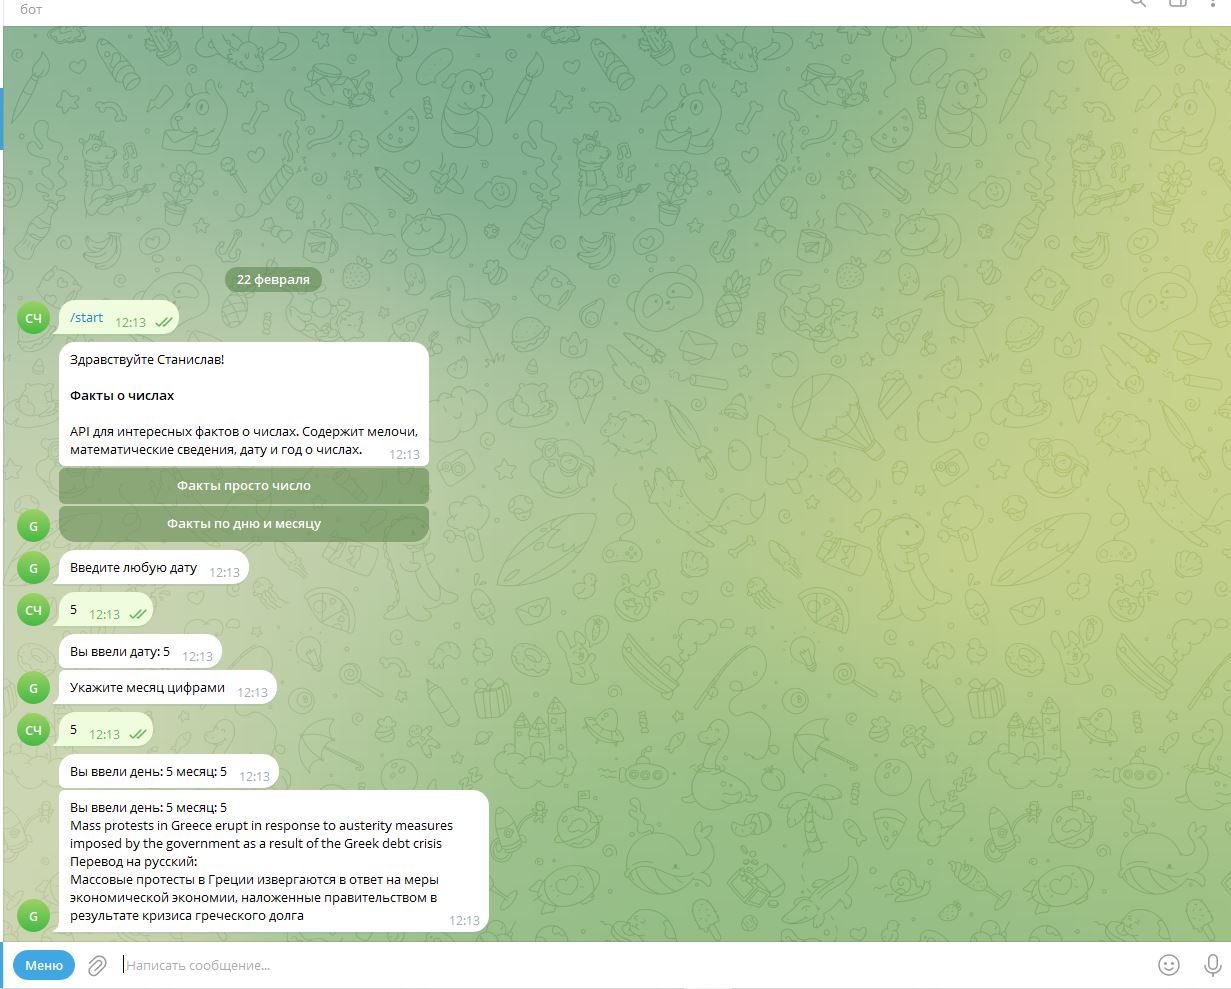 бот
22 февраля
СЧ
/start 12:13
Здравствуйте Станислав!
Факты о числах
API для интересных фактов о числах. Содержит мелочи,
математические сведения, дату и год о числах. 12:13
Факты просто число
Факты по дню и месяцу
G
G
Введите любую дату 12:13
СЧ
5 12:13
Вы ввели дату: 5 12:13
G
Укажите месяц цифрами 12:13
СЧ
5 12:13
Вы ввели день: 5 месяц: 5 12:13
Вы ввели день: 5 месяц: 5
Mass protests in Greece erupt in response to austerity measures
imposed by the government as a result of the Greek debt crisis
Перевод на русский:
Массовые протесты в Греции извергаются в ответ на меры
экономической экономии, наложенные правительством в
результате кризиса греческого долга 12:13
G
Меню
Написать сообщение...